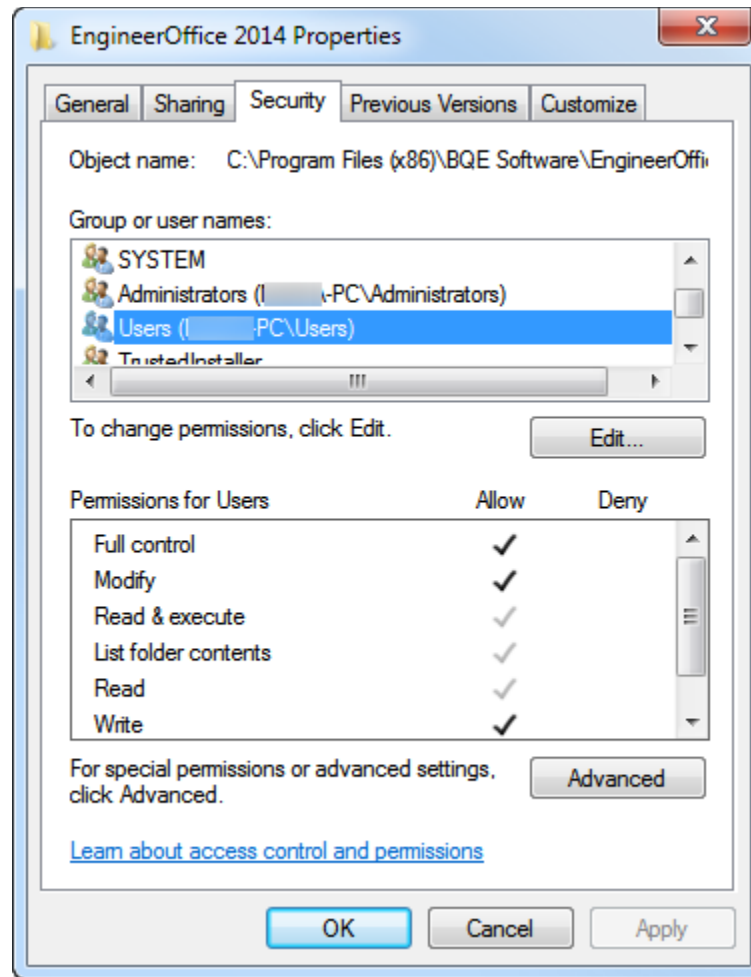 EngineerOffice 2014 Properties
General Sharing Security Previous Versions Customize
Object name: C:\Program Files (x86)\BQE Software\EngineerOffi
Group or user names:
SYSTEM
Administrators ( \-PC\Administrators)
Users ( -PC\Users)
TrustedInstaller
To change permissions, click Edit.
Edit...
Permissions for Users Allow Deny
Full control
Modify
Read & execute
List folder contents
Read
Write
For special permissions or advanced settings,
click Advanced.
Advanced
Learn about access control and permissions
OK Cancel Apply